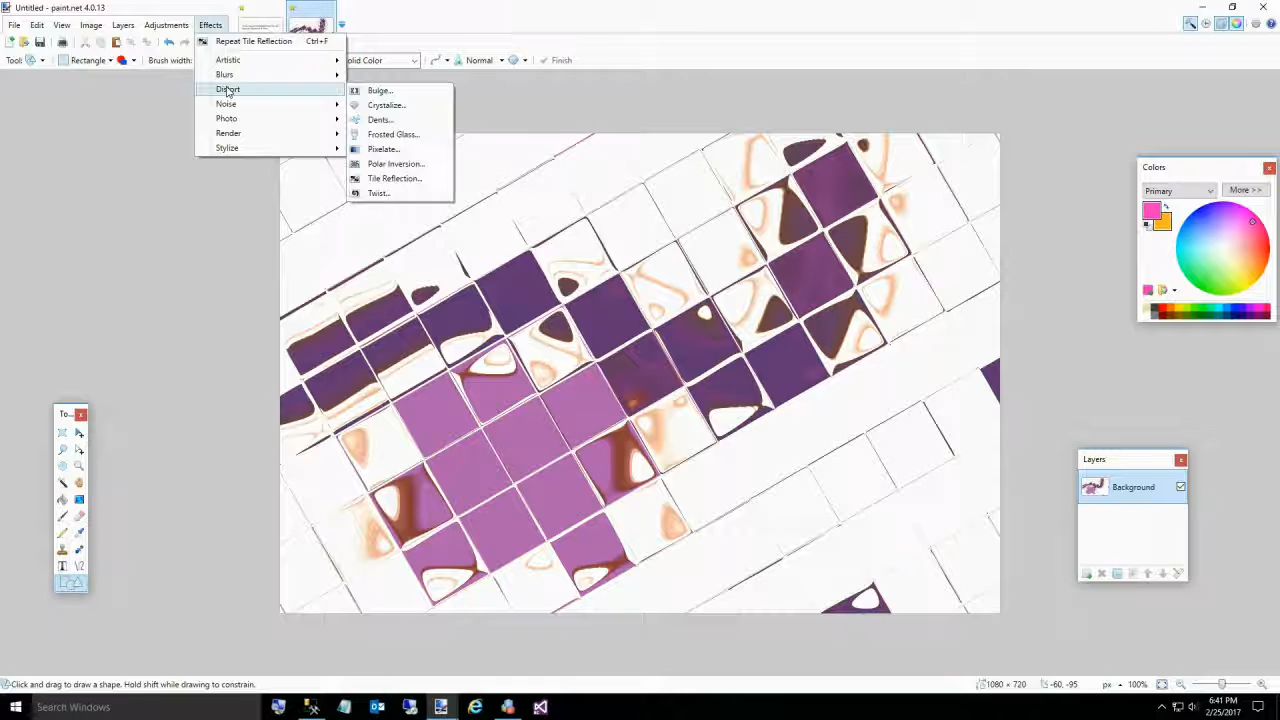 Untitled - paint.net 4.0.13
File Edit View Image Layers Adjustments Effects
Tool: Rectangle Brush width: olid Color Normal Finish
Repeat Tile Reflection Ctrl+F
Artistic
Blurs
Distort
Noise
Photo
Render
Stylize
Bulge...
Crystalize...
Dents...
Frosted Glass...
Pixelate...
Polar Inversion...
Tile Reflection...
Twist...
Colors
Primary More >>
To...
Layers
Background
Click and drag to draw a shape. Hold shift while drawing to constrain.
1080 × 720 -60, -95 px 100%
Search Windows
6:41 PM
2/25/2017